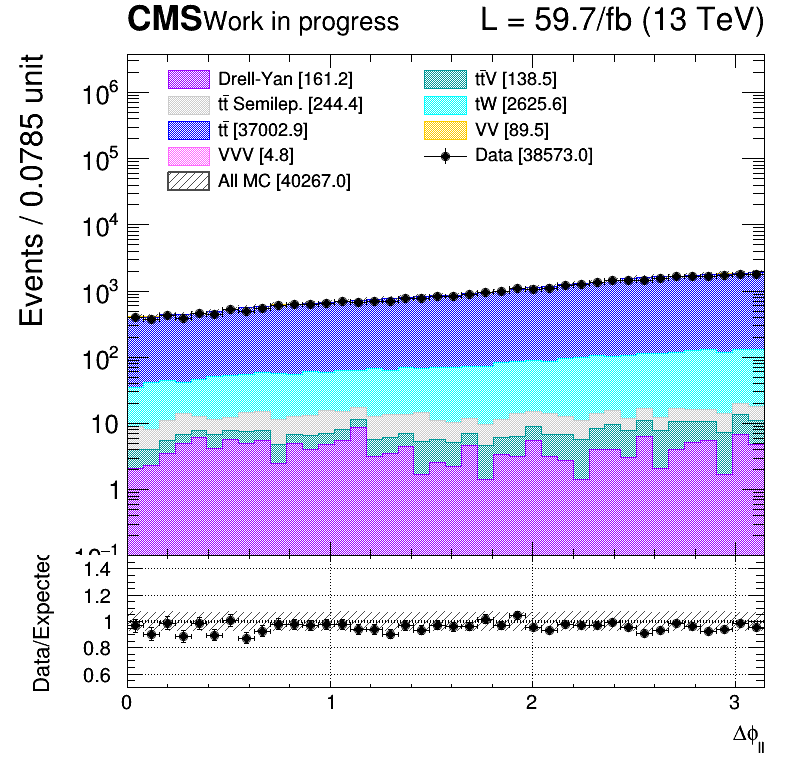 CMS Work in progress L = 59.7/fb (13 TeV)
Events / 0.0785 unit
Drell-Yan [161.2]
tt̄ Semilep. [244.4]
tt̄ [37002.9]
VVV [4.8]
All MC [40267.0]
tt̄V [138.5]
tW [2625.6]
VV [89.5]
Data [38573.0]
10⁶
10⁵
10⁴
10³
10²
10
1
10⁻¹
Data/Expected
1.4
1.2
1
0.8
0.6
0 1 2 3
Δϕ_ll